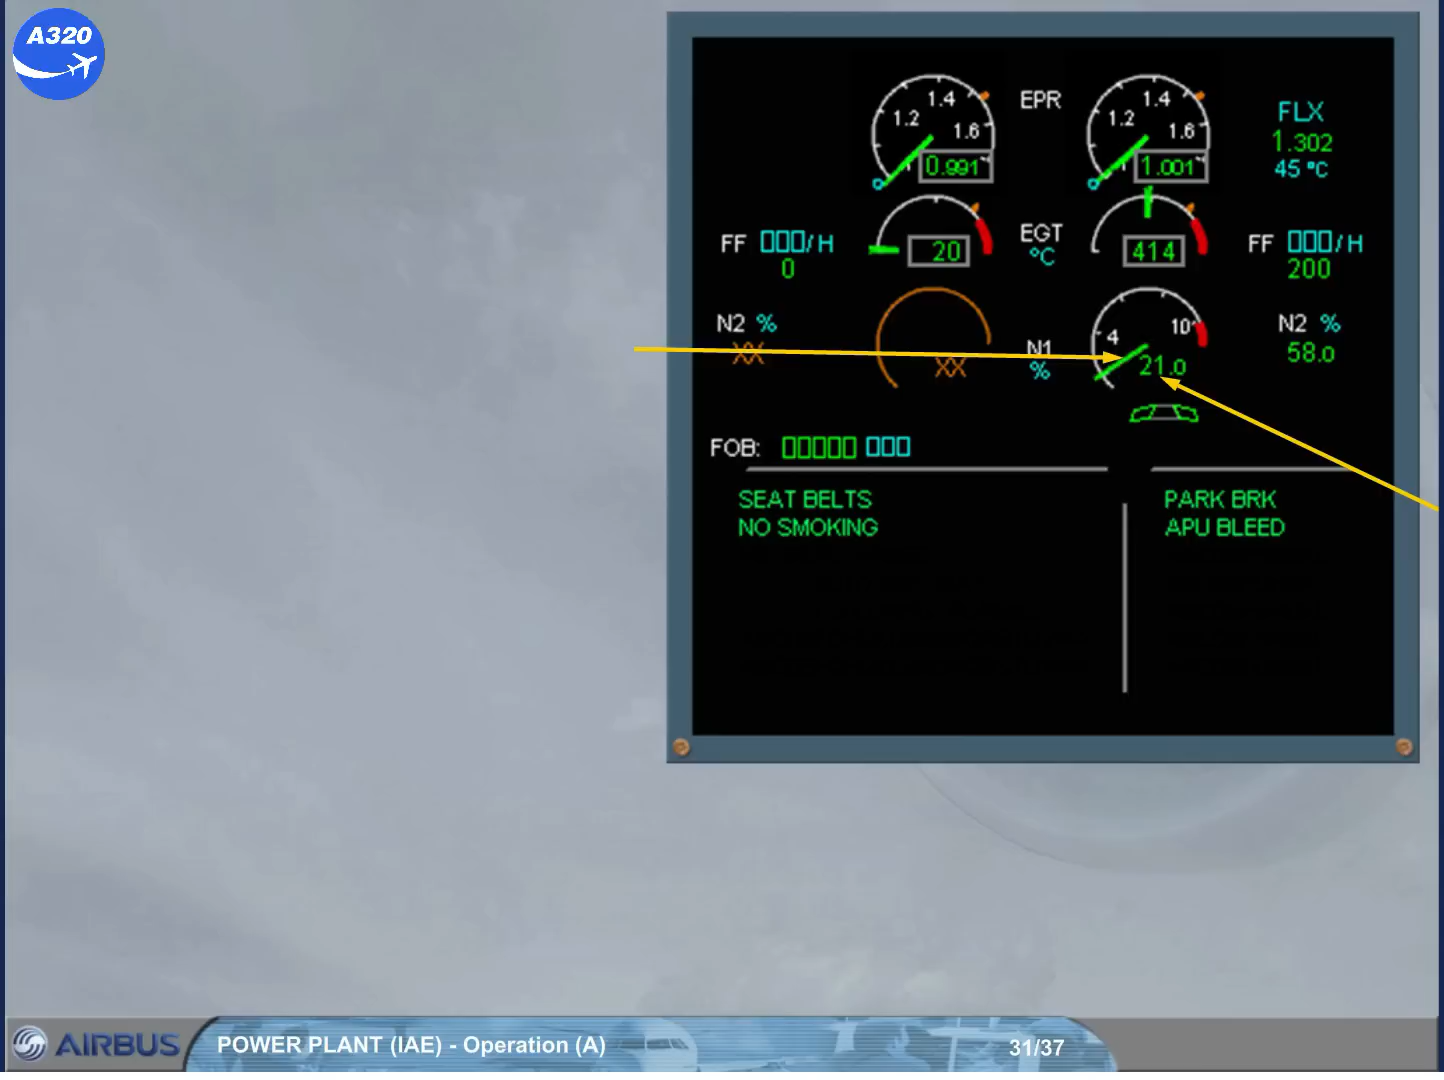 A320
1.4
1.2
1.6
0.991
EPR
1.4
1.2
1.6
1.001
FLX
1.302
45 °C
FF /H
0
20
EGT
°C
414
FF /H
200
N2 %
XX
XX
N1
%
4
10
21.0
N2 %
58.0
FOB:
SEAT BELTS
NO SMOKING
PARK BRK
APU BLEED
AIRBUS
POWER PLANT (IAE) - Operation (A)
31/37